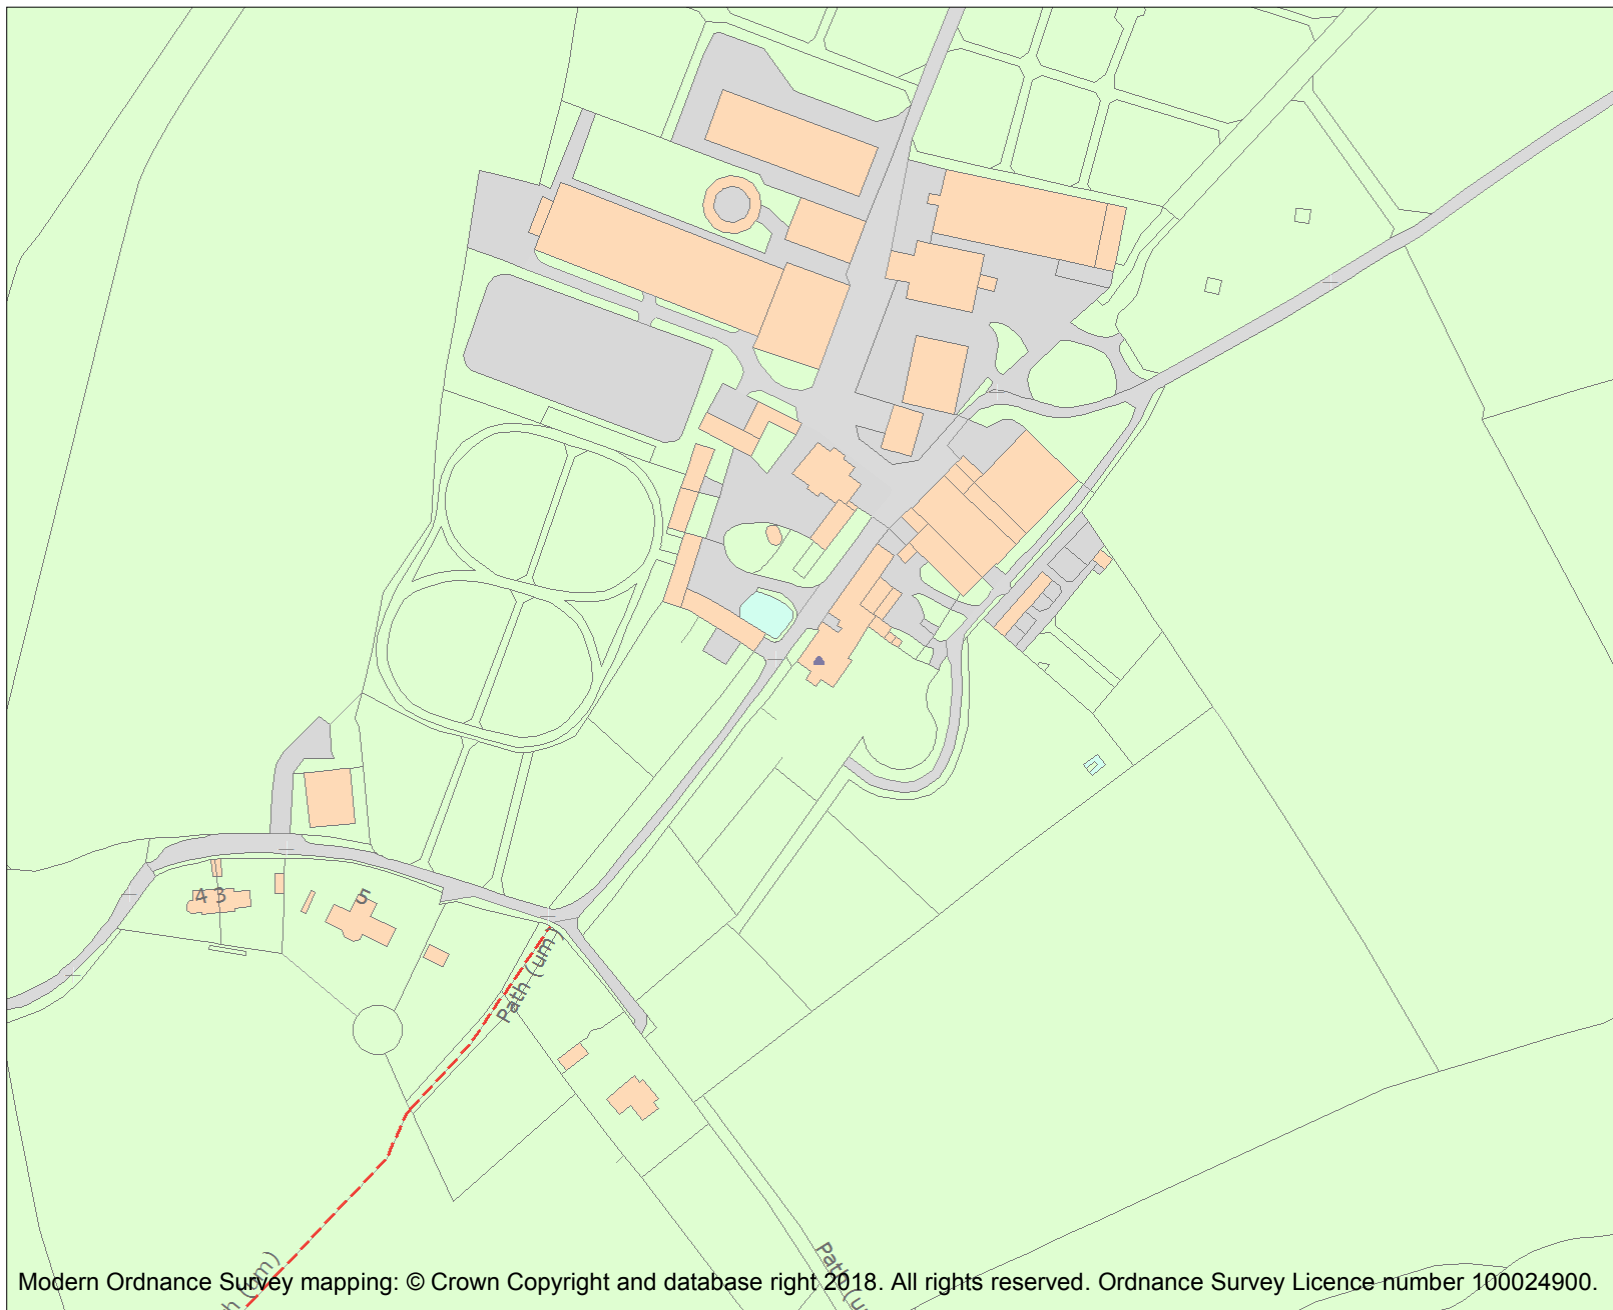 4 3
5
Path (um)
Modern Ordnance Survey mapping: © Crown Copyright and database right 2018. All rights reserved. Ordnance Survey Licence number 100024900.